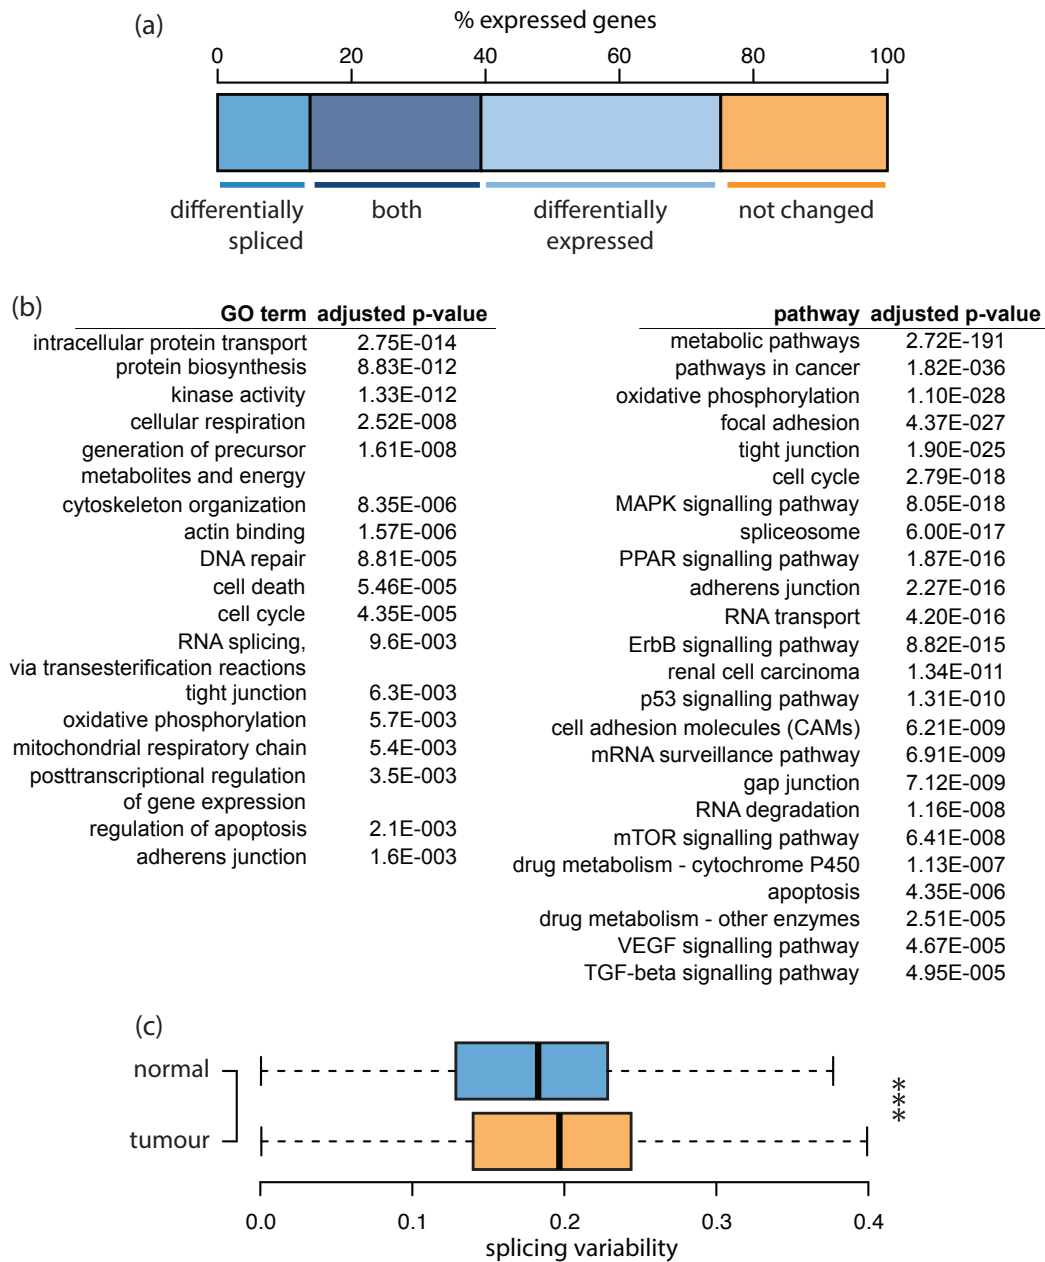 (a)
% expressed genes
0 20 40 60 80 100
differentially spliced
both
differentially expressed
not changed
(b)
GO term adjusted p-value
intracellular protein transport 2.75E-014
protein biosynthesis 8.83E-012
kinase activity 1.33E-012
cellular respiration 2.52E-008
generation of precursor 1.61E-008
metabolites and energy
cytoskeleton organization 8.35E-006
actin binding 1.57E-006
DNA repair 8.81E-005
cell death 5.46E-005
cell cycle 4.35E-005
RNA splicing, 9.6E-003
via transesterification reactions
tight junction 6.3E-003
oxidative phosphorylation 5.7E-003
mitochondrial respiratory chain 5.4E-003
posttranscriptional regulation 3.5E-003
of gene expression
regulation of apoptosis 2.1E-003
adherens junction 1.6E-003
pathway adjusted p-value
metabolic pathways 2.72E-191
pathways in cancer 1.82E-036
oxidative phosphorylation 1.10E-028
focal adhesion 4.37E-027
tight junction 1.90E-025
cell cycle 2.79E-018
MAPK signalling pathway 8.05E-018
spliceosome 6.00E-017
PPAR signalling pathway 1.87E-016
adherens junction 2.27E-016
RNA transport 4.20E-016
ErbB signalling pathway 8.82E-015
renal cell carcinoma 1.34E-011
p53 signalling pathway 1.31E-010
cell adhesion molecules (CAMs) 6.21E-009
mRNA surveillance pathway 6.91E-009
gap junction 7.12E-009
RNA degradation 1.16E-008
mTOR signalling pathway 6.41E-008
drug metabolism - cytochrome P450 1.13E-007
apoptosis 4.35E-006
drug metabolism - other enzymes 2.51E-005
VEGF signalling pathway 4.67E-005
TGF-beta signalling pathway 4.95E-005
(c)
normal
tumour
***
0.0 0.1 0.2 0.3 0.4
splicing variability